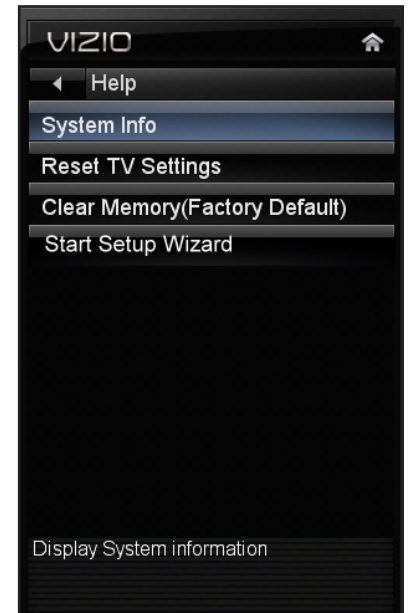 VIZIO
Help
System Info
Reset TV Settings
Clear Memory(Factory Default)
Start Setup Wizard
Display System information